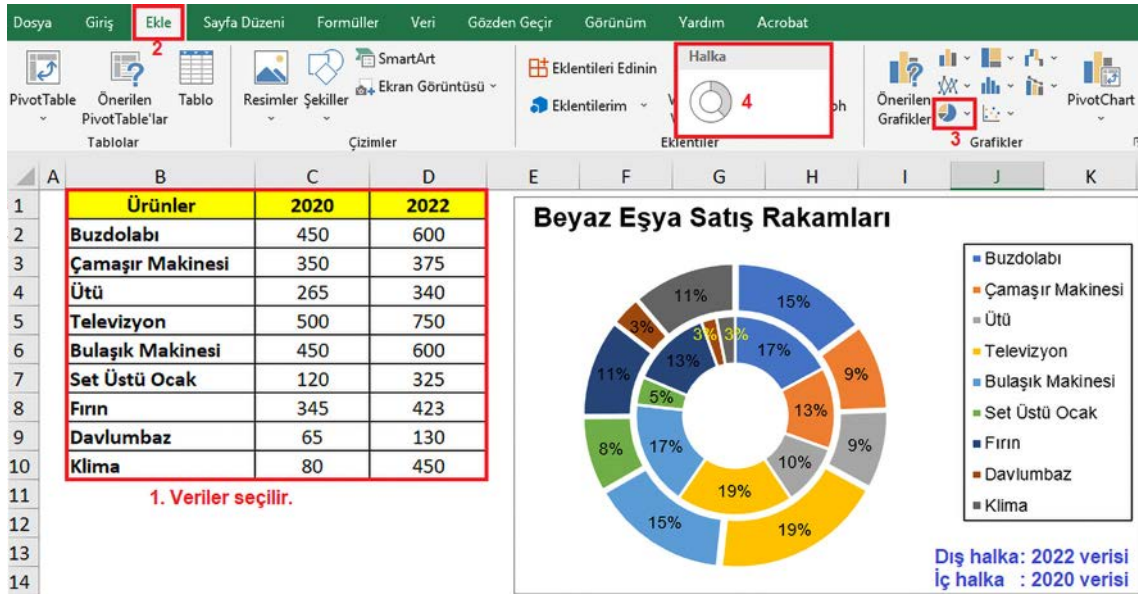 Dosya Giriş Ekle Sayfa Düzeni Formüller Veri Gözden Geçir Görünüm Yardım Acrobat
2
PivotTable
Önerilen
PivotTable'lar
Tablo
Tablolar
Resimler
Şekiller
SmartArt
Ekran Görüntüsü
Çizimler
Eklentileri Edinin
Eklentilerim
Eklentiler
Halka
4
Önerilen
Grafikler
3
Grafikler
PivotChart
A B C D E F G H I J K
1 Ürünler 2020 2022
2 Buzdolabı 450 600
3 Çamaşır Makinesi 350 375
4 Ütü 265 340
5 Televizyon 500 750
6 Bulaşık Makinesi 450 600
7 Set Üstü Ocak 120 325
8 Fırın 345 423
9 Davlumbaz 65 130
10 Klima 80 450
11 1. Veriler seçilir.
12
13
14
Beyaz Eşya Satış Rakamları
11% 15%
3% 3% 3%
13% 17%
11% 9%
5% 13%
8% 17% 10% 9%
19%
15% 19%
Buzdolabı
Çamaşır Makinesi
Ütü
Televizyon
Bulaşık Makinesi
Set Üstü Ocak
Fırın
Davlumbaz
Klima
Dış halka: 2022 verisi
İç halka : 2020 verisi